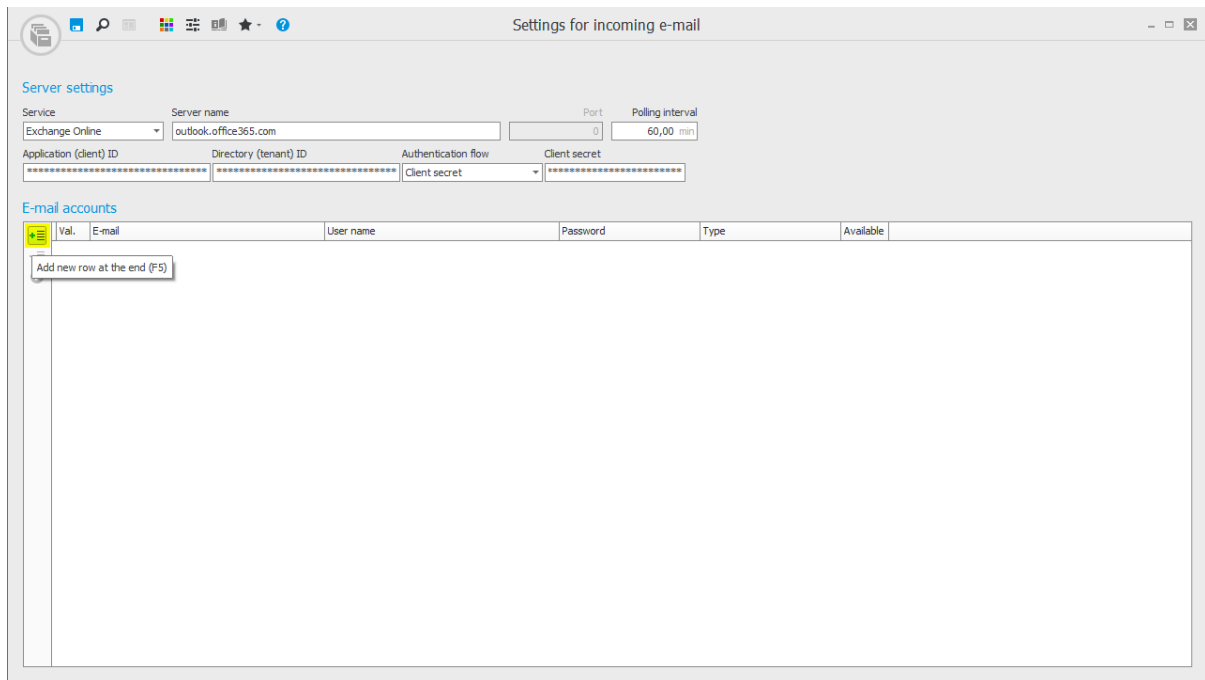 Settings for incoming e-mail
Server settings
Service Server name Port Polling interval
Exchange Online outlook.office365.com 0 60,00 min
Application (client) ID Directory (tenant) ID Authentication flow Client secret
******************************** ******************************** Client secret ************************
E-mail accounts
Val. E-mail User name Password Type Available
Add new row at the end (F5)